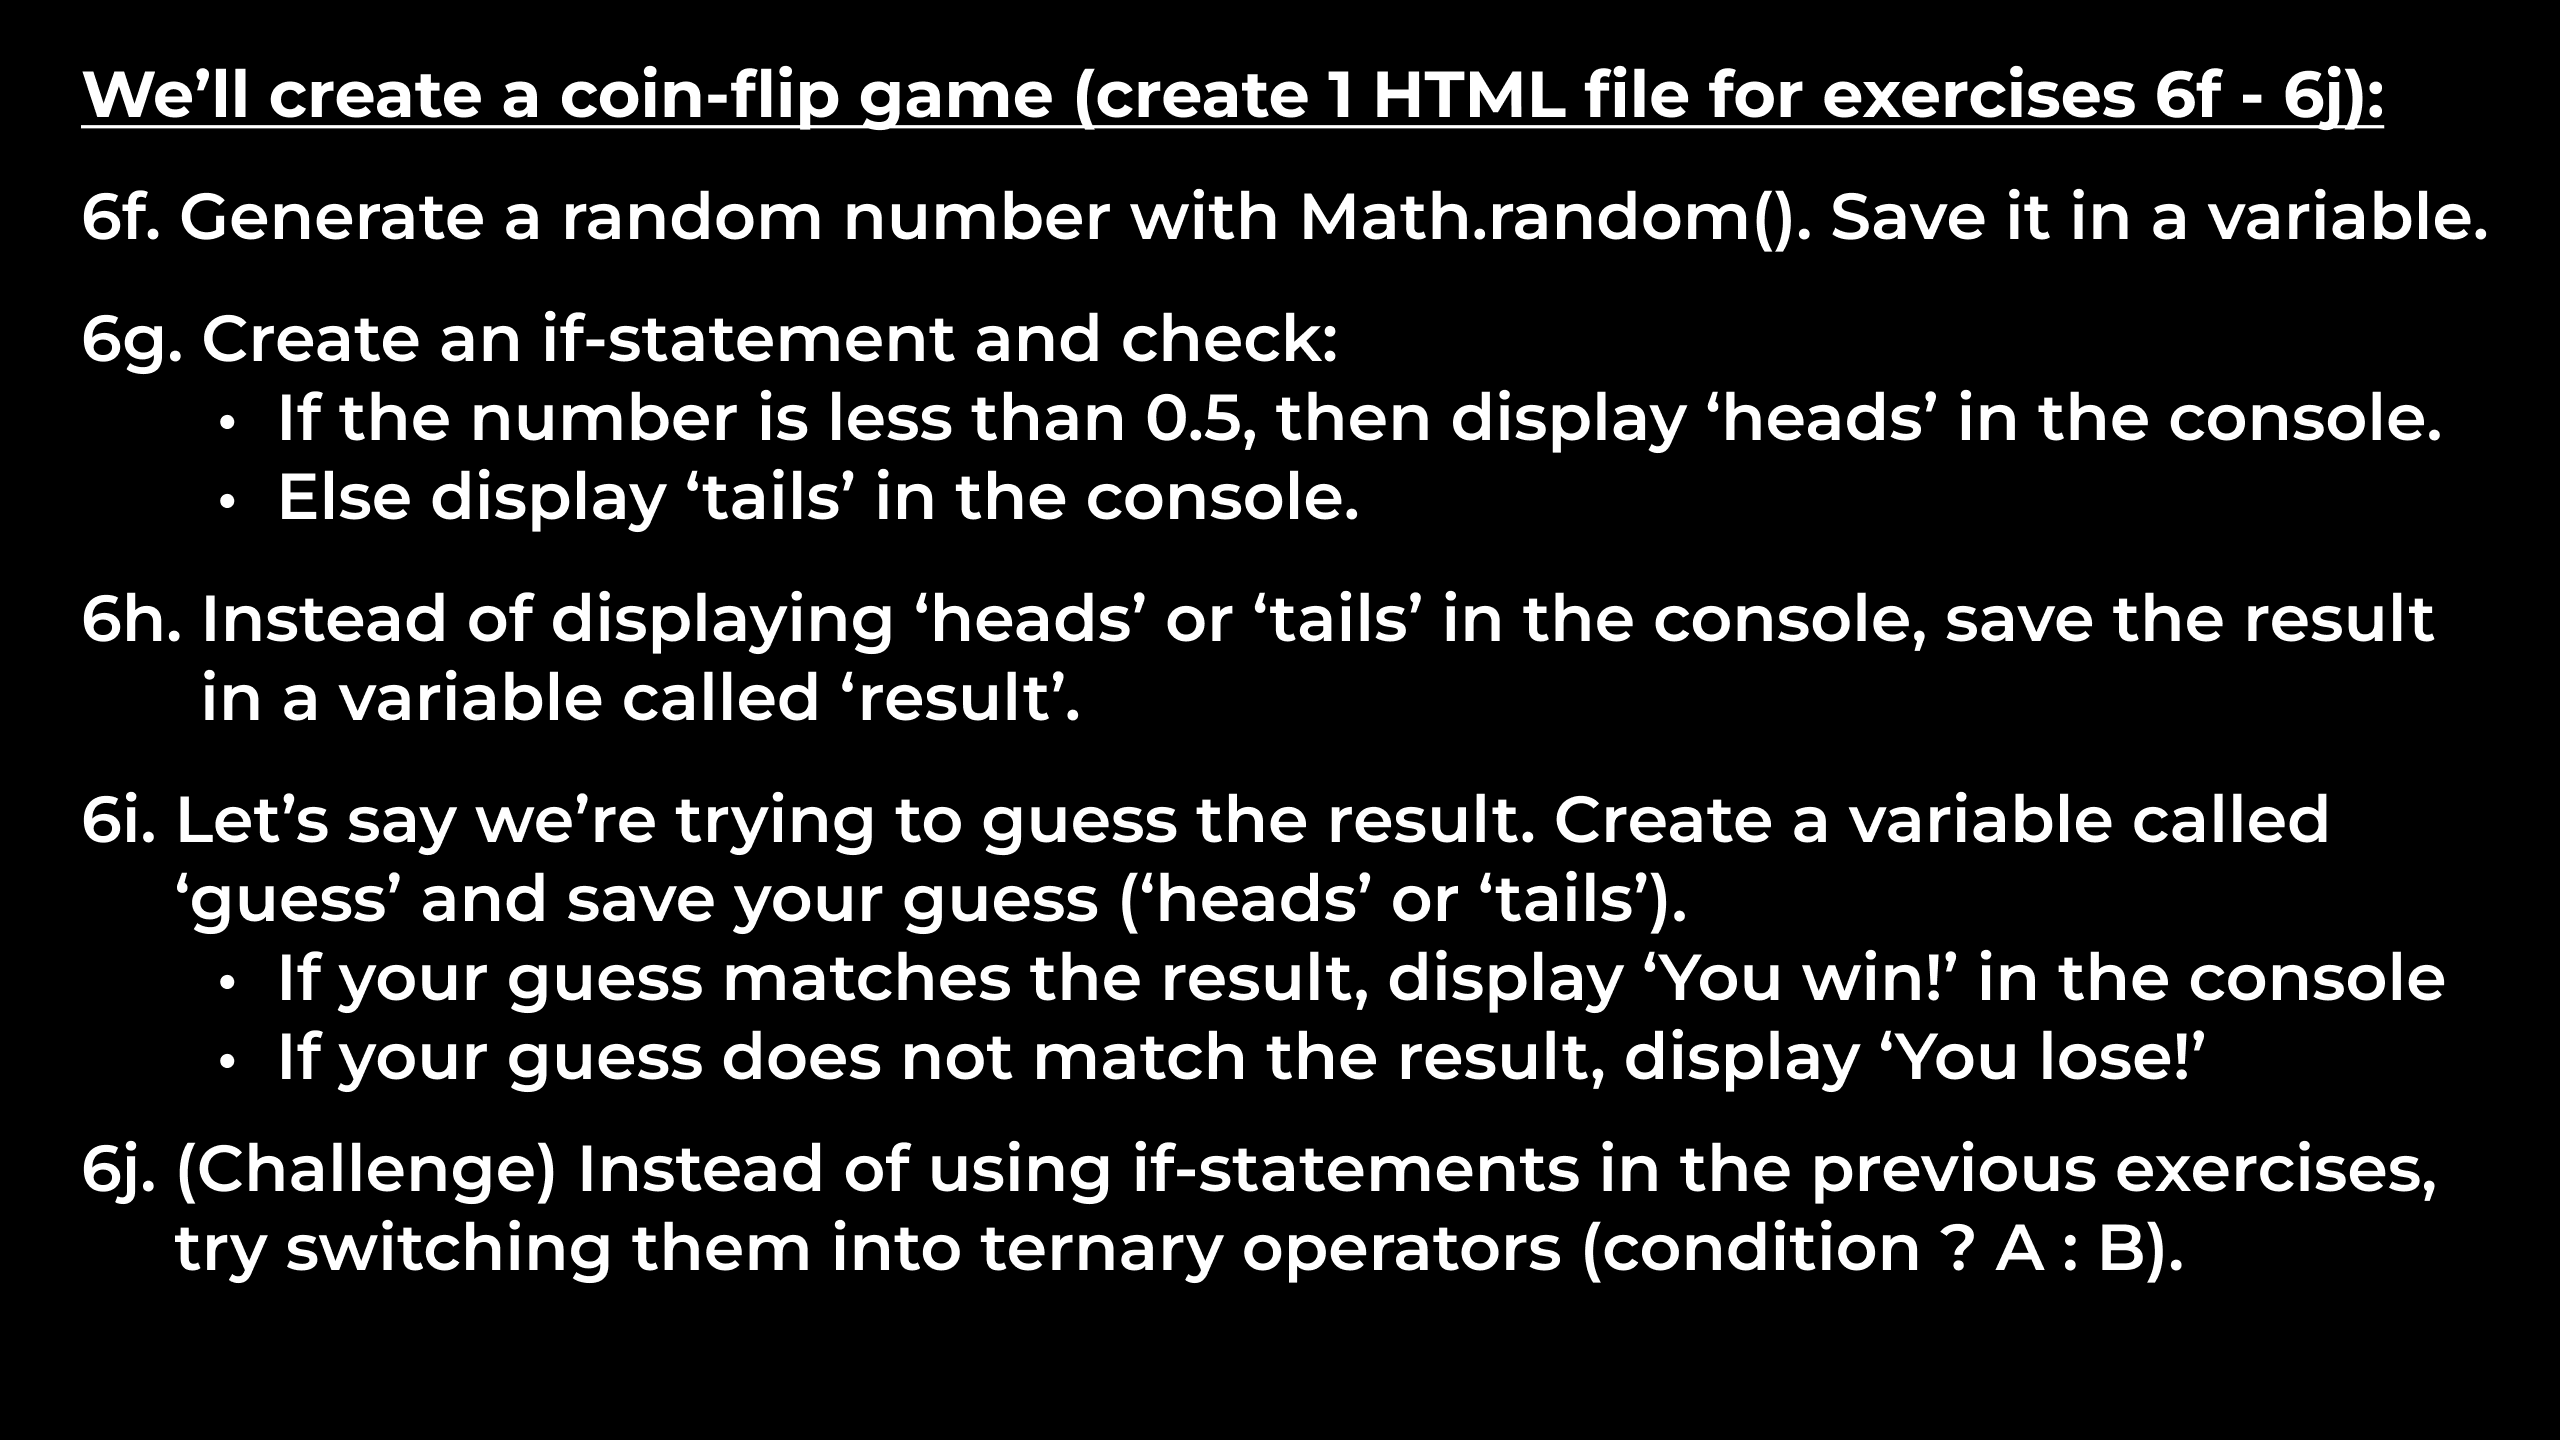 We’ll create a coin-flip game (create 1 HTML file for exercises 6f - 6j):
6f. Generate a random number with Math.random(). Save it in a variable.
6g. Create an if-statement and check:
• If the number is less than 0.5, then display ‘heads’ in the console.
• Else display ‘tails’ in the console.
6h. Instead of displaying ‘heads’ or ‘tails’ in the console, save the result
in a variable called ‘result’.
6i. Let’s say we’re trying to guess the result. Create a variable called
‘guess’ and save your guess (‘heads’ or ‘tails’).
• If your guess matches the result, display ‘You win!’ in the console
• If your guess does not match the result, display ‘You lose!’
6j. (Challenge) Instead of using if-statements in the previous exercises,
try switching them into ternary operators (condition ? A : B).